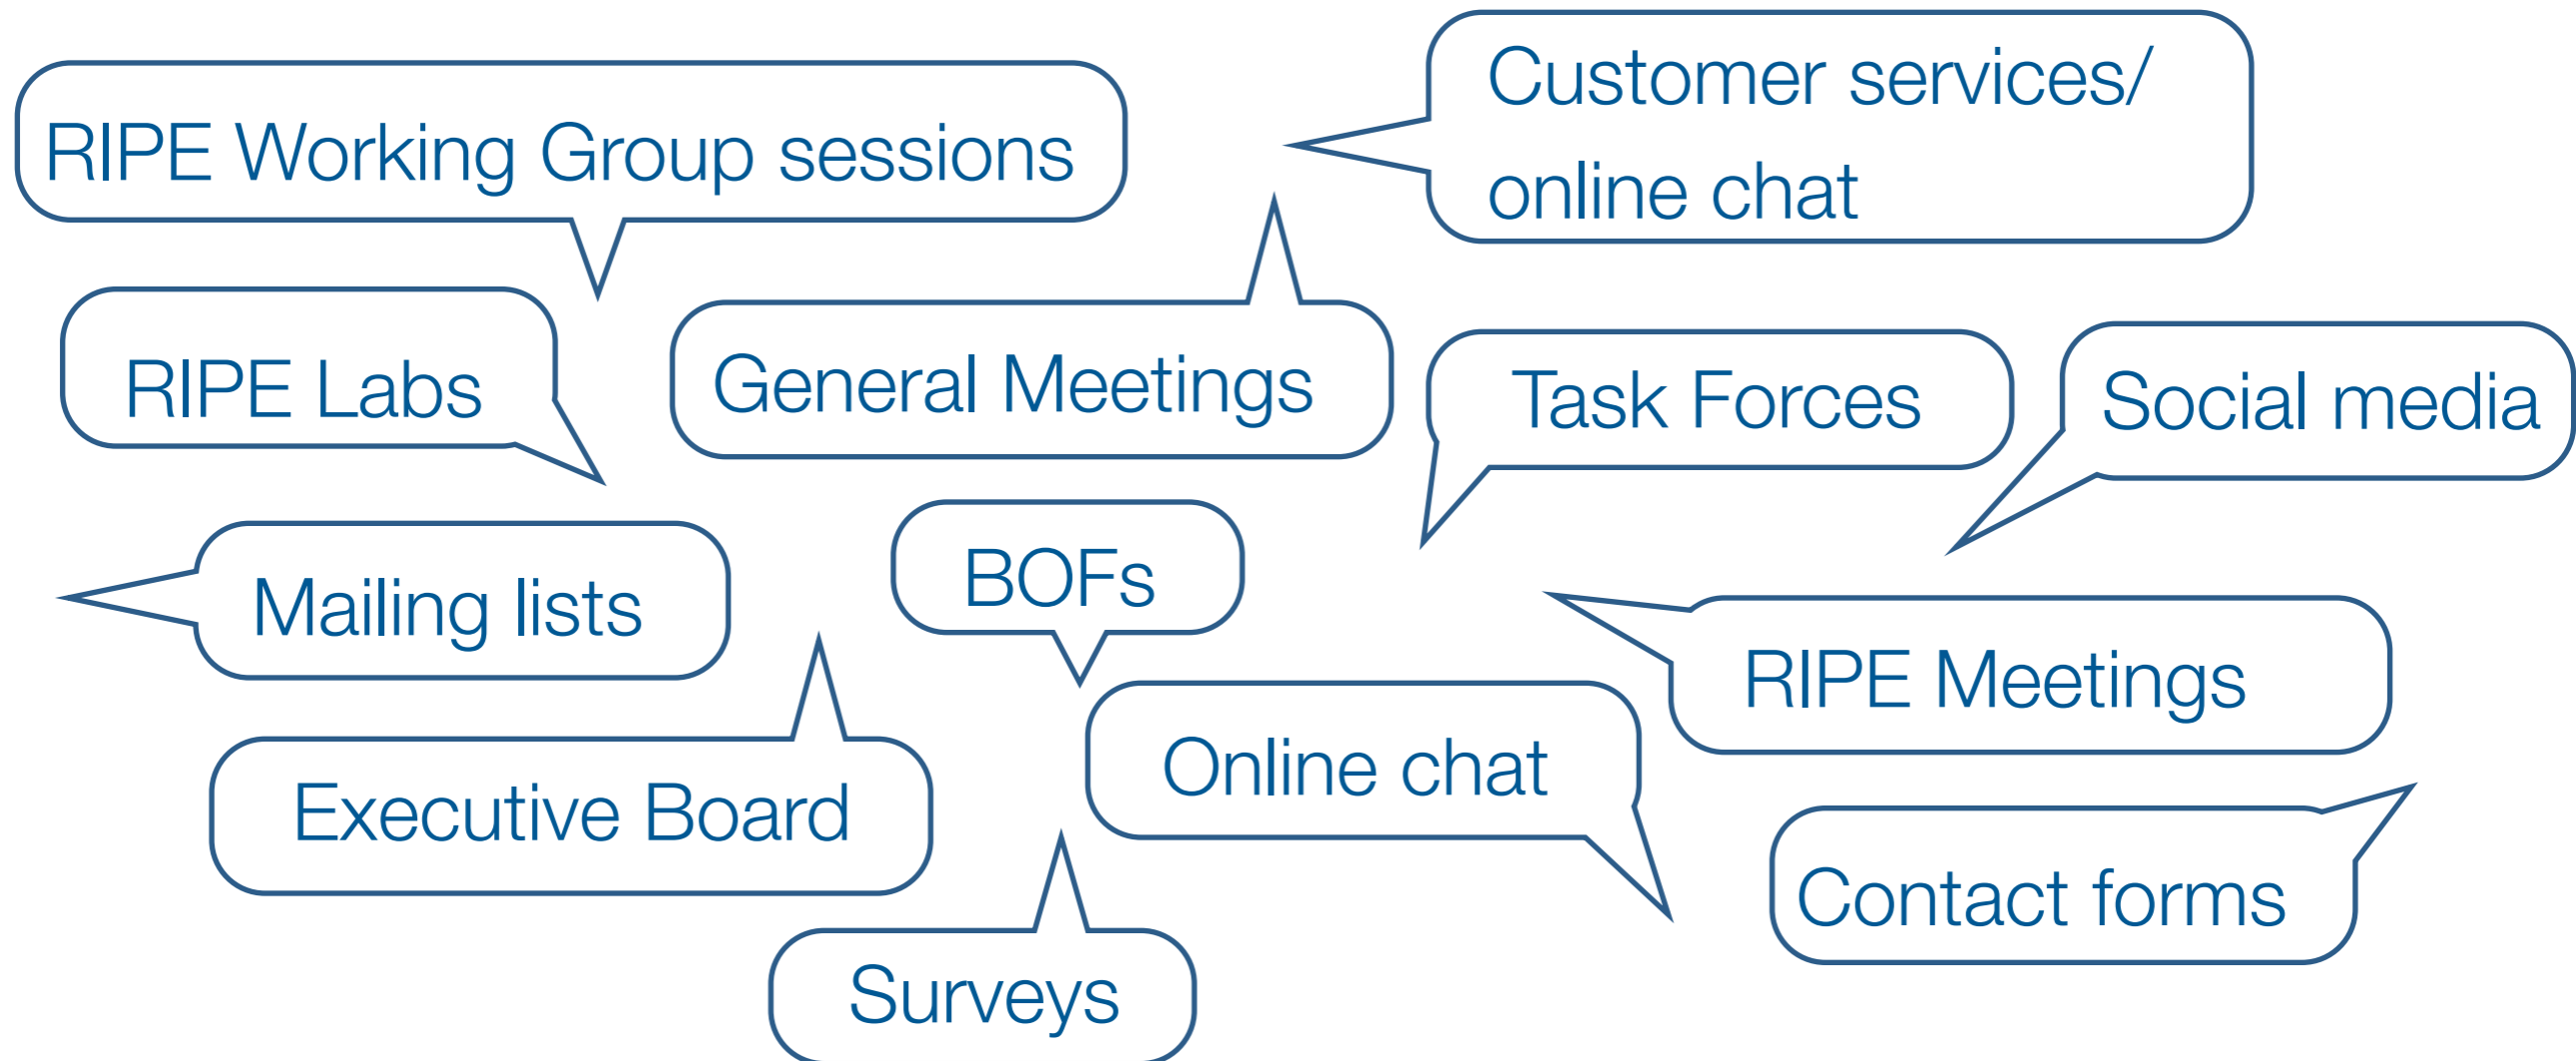 RIPE Working Group sessions
Customer services/
online chat
RIPE Labs
General Meetings
Task Forces
Social media
Mailing lists
BOFs
RIPE Meetings
Executive Board
Online chat
Contact forms
Surveys